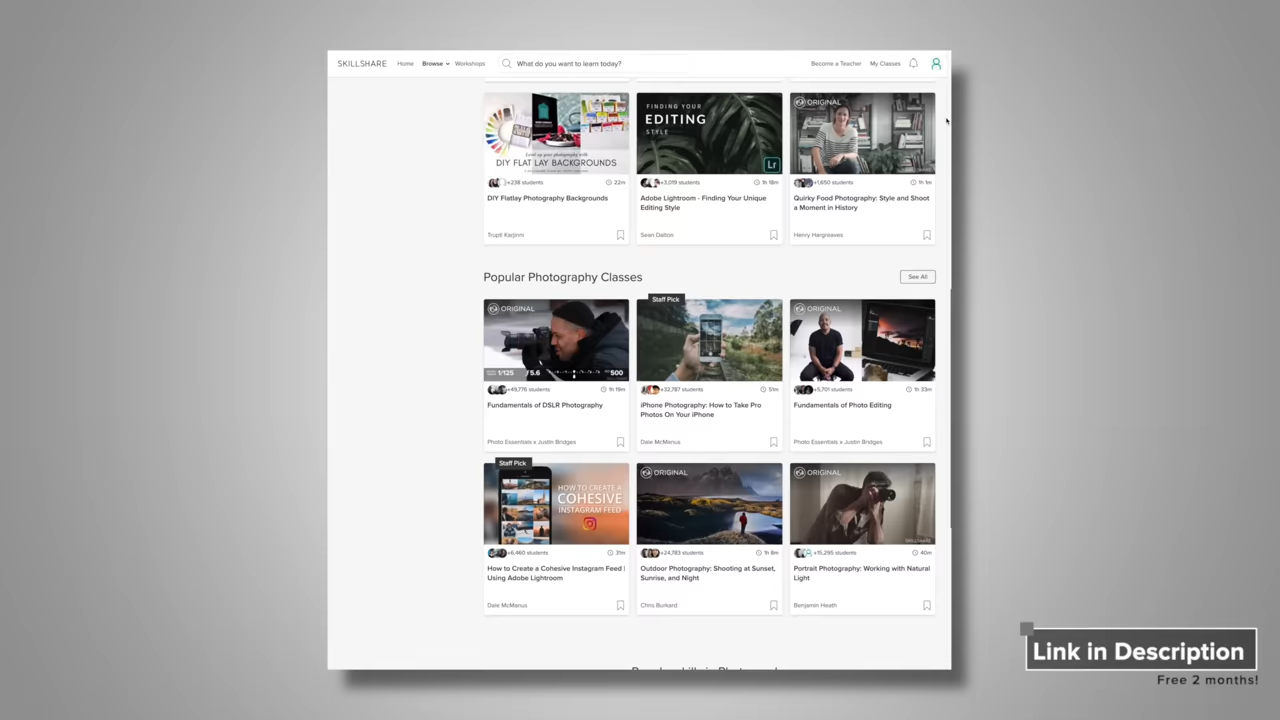 SKILLSHARE Home Browse Workshops What do you want to learn today? Become a Teacher My Classes
Level up your photography with
DIY FLAT LAY BACKGROUNDS
FINDING YOUR
EDITING
STYLE
Lr
ORIGINAL
+238 students 22m
DIY Flatlay Photography Backgrounds
Trupti Karjinni
+3,019 students 1h 18m
Adobe Lightroom - Finding Your Unique
Editing Style
Sean Dalton
+1,650 students 1h 1m
Quirky Food Photography: Style and Shoot
a Moment in History
Henry Hargreaves
Popular Photography Classes
See All
ORIGINAL
1/125 f 5.6 500
+49,776 students 1h 19m
Fundamentals of DSLR Photography
Photo Essentials x Justin Bridges
Staff Pick
+32,787 students 51m
iPhone Photography: How to Take Pro
Photos On Your iPhone
Dale McManus
ORIGINAL
+5,701 students 1h 33m
Fundamentals of Photo Editing
Photo Essentials x Justin Bridges
Staff Pick
HOW TO CREATE A
COHESIVE
INSTAGRAM FEED
+6,460 students 31m
How to Create a Cohesive Instagram Feed |
Using Adobe Lightroom
Dale McManus
ORIGINAL
+24,783 students 1h 8m
Outdoor Photography: Shooting at Sunset,
Sunrise, and Night
Chris Burkard
ORIGINAL
SKILLSHARE
+15,295 students 40m
Portrait Photography: Working with Natural
Light
Benjamin Heath
Link in Description
Free 2 months!